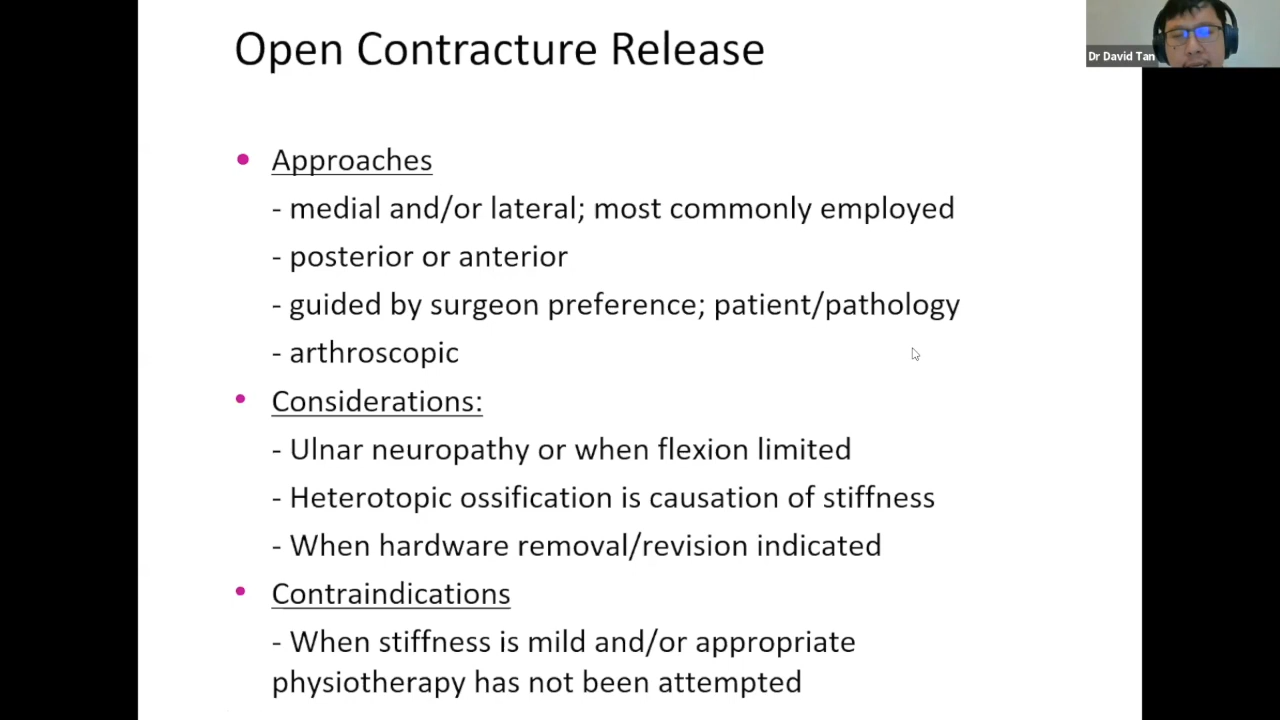 Open Contracture Release
Dr David Tan
Approaches
- medial and/or lateral; most commonly employed
- posterior or anterior
- guided by surgeon preference; patient/pathology
- arthroscopic
Considerations:
- Ulnar neuropathy or when flexion limited
- Heterotopic ossification is causation of stiffness
- When hardware removal/revision indicated
Contraindications
- When stiffness is mild and/or appropriate
physiotherapy has not been attempted